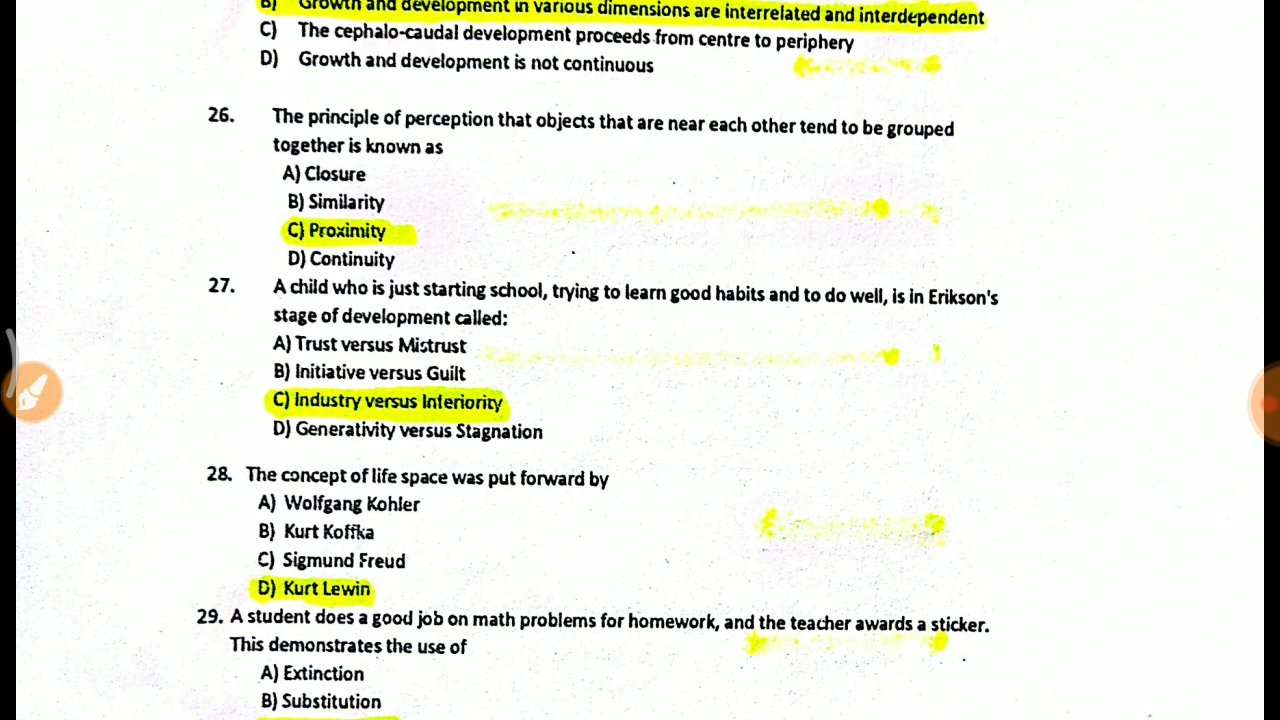 B) Growth and development in various dimensions are interrelated and interdependent
C) The cephalo-caudal development proceeds from centre to periphery
D) Growth and development is not continuous
26. The principle of perception that objects that are near each other tend to be grouped
together is known as
A) Closure
B) Similarity
C) Proximity
D) Continuity
27. A child who is just starting school, trying to learn good habits and to do well, is in Erikson's
stage of development called:
A) Trust versus Mistrust
B) Initiative versus Guilt
C) Industry versus Inferiority
D) Generativity versus Stagnation
28. The concept of life space was put forward by
A) Wolfgang Kohler
B) Kurt Koffka
C) Sigmund Freud
D) Kurt Lewin
29. A student does a good job on math problems for homework, and the teacher awards a sticker.
This demonstrates the use of
A) Extinction
B) Substitution